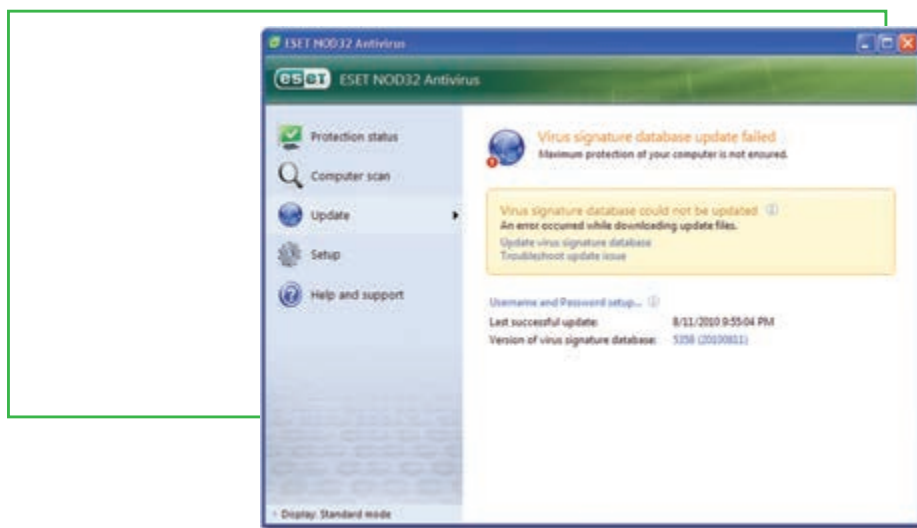 ESET NOD32 Antivirus
eset ESET NOD32 Antivirus
Protection status
Computer scan
Update
Setup
Help and support
Display: Standard mode
Virus signature database update failed
Maximum protection of your computer is not ensured.
Virus signature database could not be updated
An error occurred while downloading update files.
Update virus signature database
Troubleshoot update issue
Username and Password setup...
Last successful update: 8/11/2010 9:55:04 PM
Version of virus signature database: 5358 (20100811)